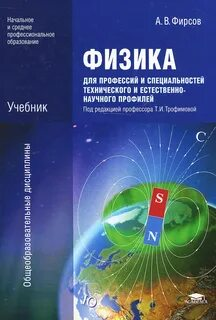 Начальное и среднее
профессиональное
образование
А. В. Фирсов
ФИЗИКА
ДЛЯ ПРОФЕССИЙ И СПЕЦИАЛЬНОСТЕЙ
ТЕХНИЧЕСКОГО И ЕСТЕСТВЕННО-
НАУЧНОГО ПРОФИЛЕЙ
Под редакцией профессора Т. И. Трофимовой
Учебник
Общеобразовательные дисциплины
S
N
С
Ю